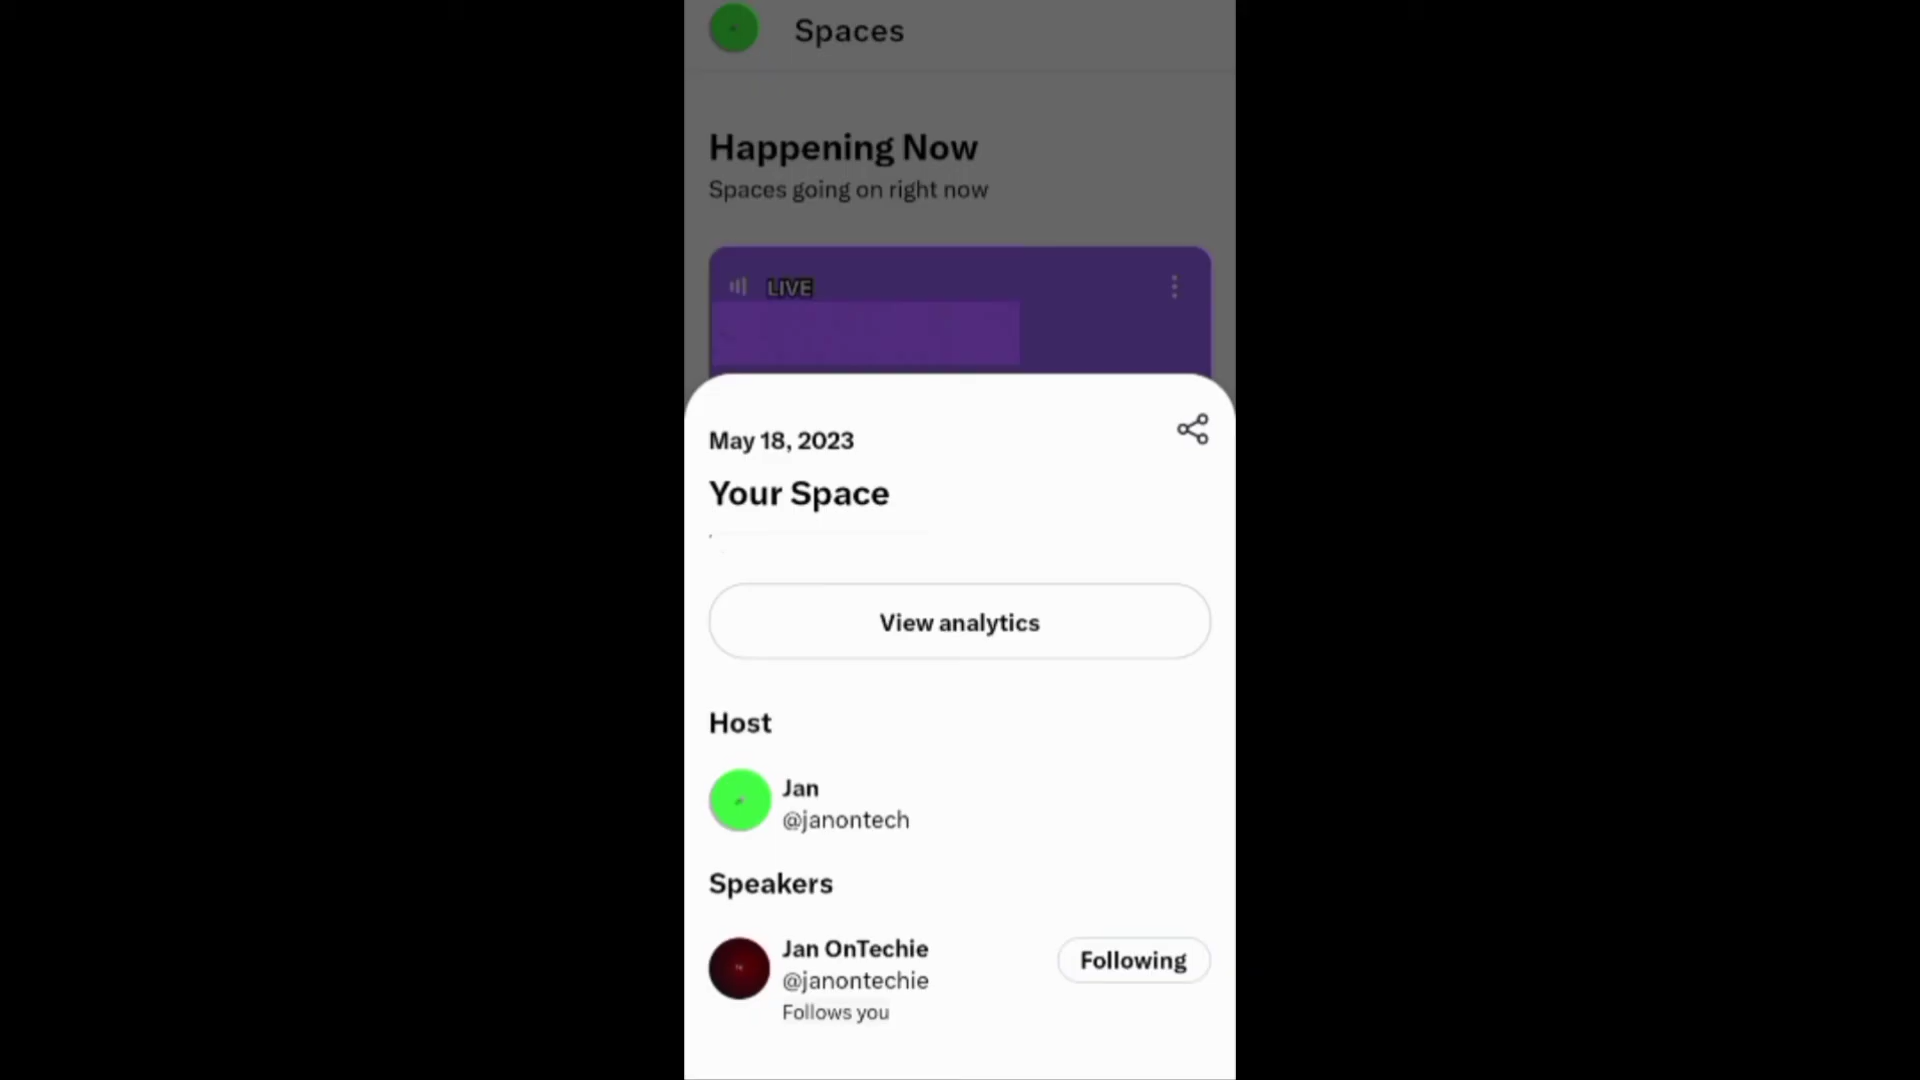 Spaces
Happening Now
Spaces going on right now
LIVE
May 18, 2023
Your Space
View analytics
Host
Jan
@janontech
Speakers
Jan OnTechie
@janontechie
Following
Follows you